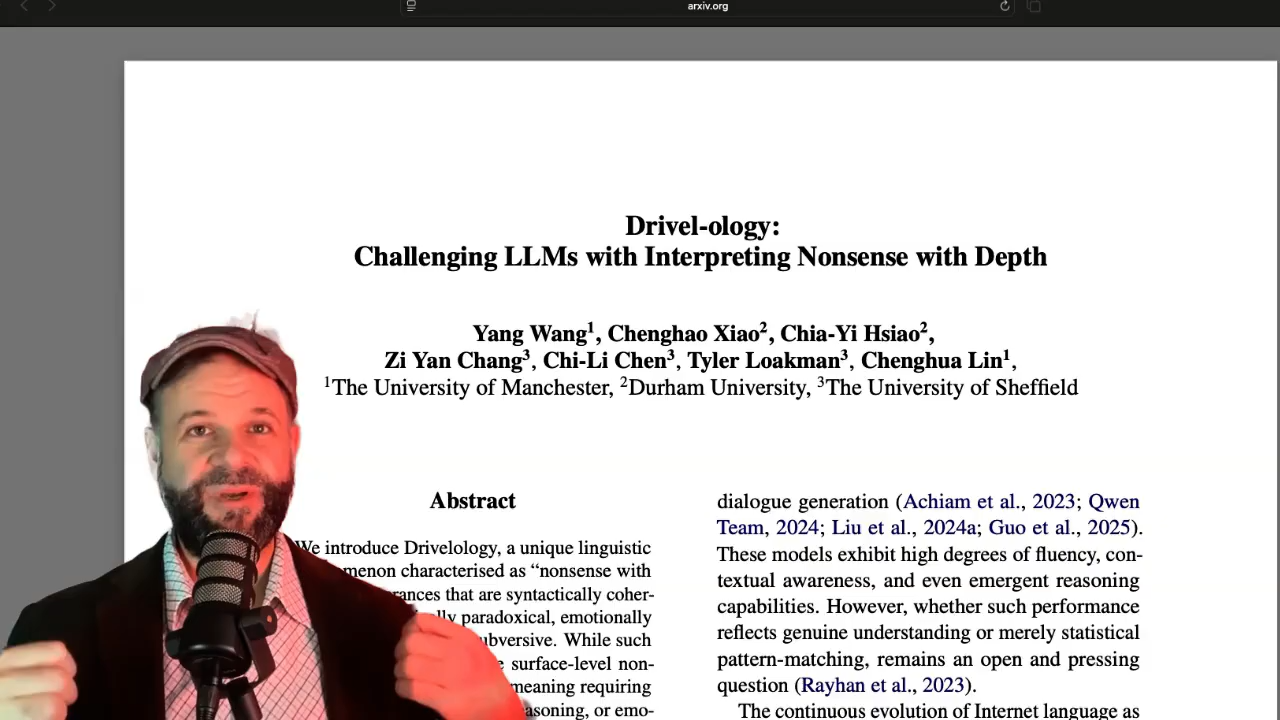 arxiv.org
Drivel-ology:
Challenging LLMs with Interpreting Nonsense with Depth
Yang Wang1, Chenghao Xiao2, Chia-Yi Hsiao2,
Zi Yan Chang3, Chi-Li Chen3, Tyler Loakman3, Chenghua Lin1,
1The University of Manchester, 2Durham University, 3The University of Sheffield
Abstract
We introduce Drivelology, a unique linguistic
characterised as “nonsense with
that are syntactically coher-
paradoxical, emotionally
While such
surface-level non-
meaning requiring
or emo-
dialogue generation (Achiam et al., 2023; Qwen
Team, 2024; Liu et al., 2024a; Guo et al., 2025).
These models exhibit high degrees of fluency, con-
textual awareness, and even emergent reasoning
capabilities. However, whether such performance
reflects genuine understanding or merely statistical
pattern-matching, remains an open and pressing
question (Rayhan et al., 2023).
The continuous evolution of Internet language as